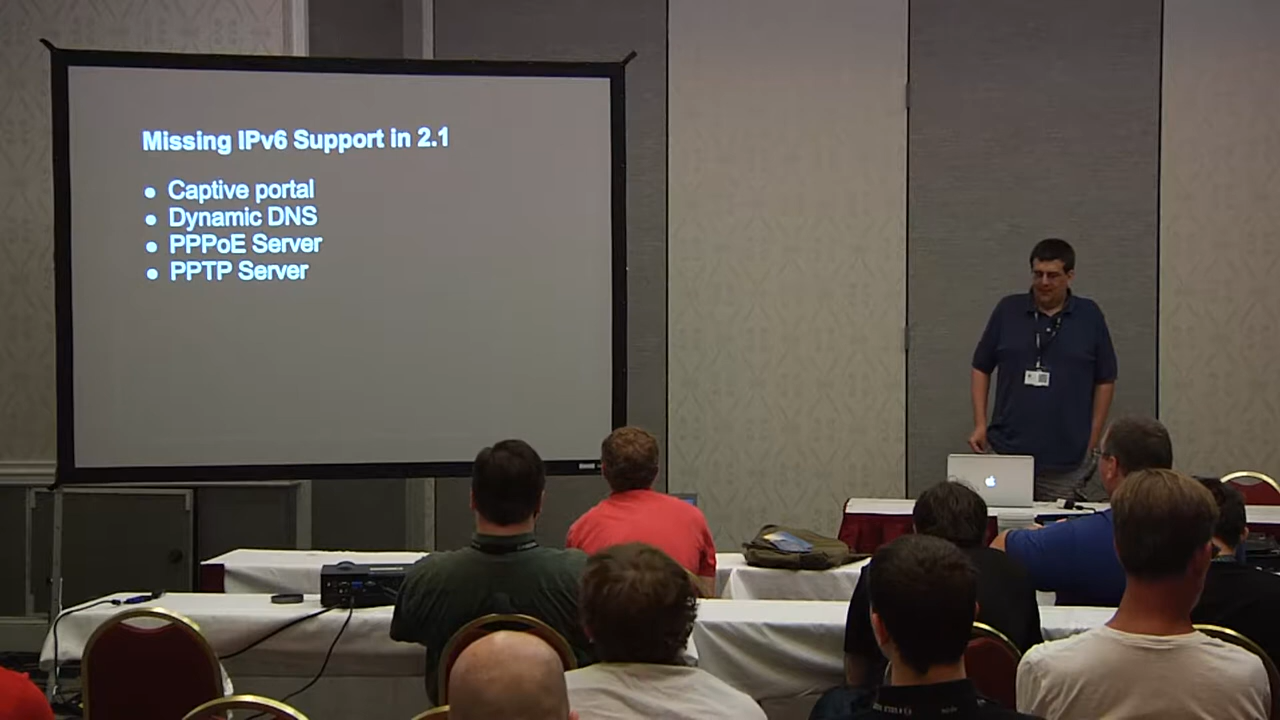 Missing IPv6 Support in 2.1
● Captive portal
● Dynamic DNS
● PPPoE Server
● PPTP Server